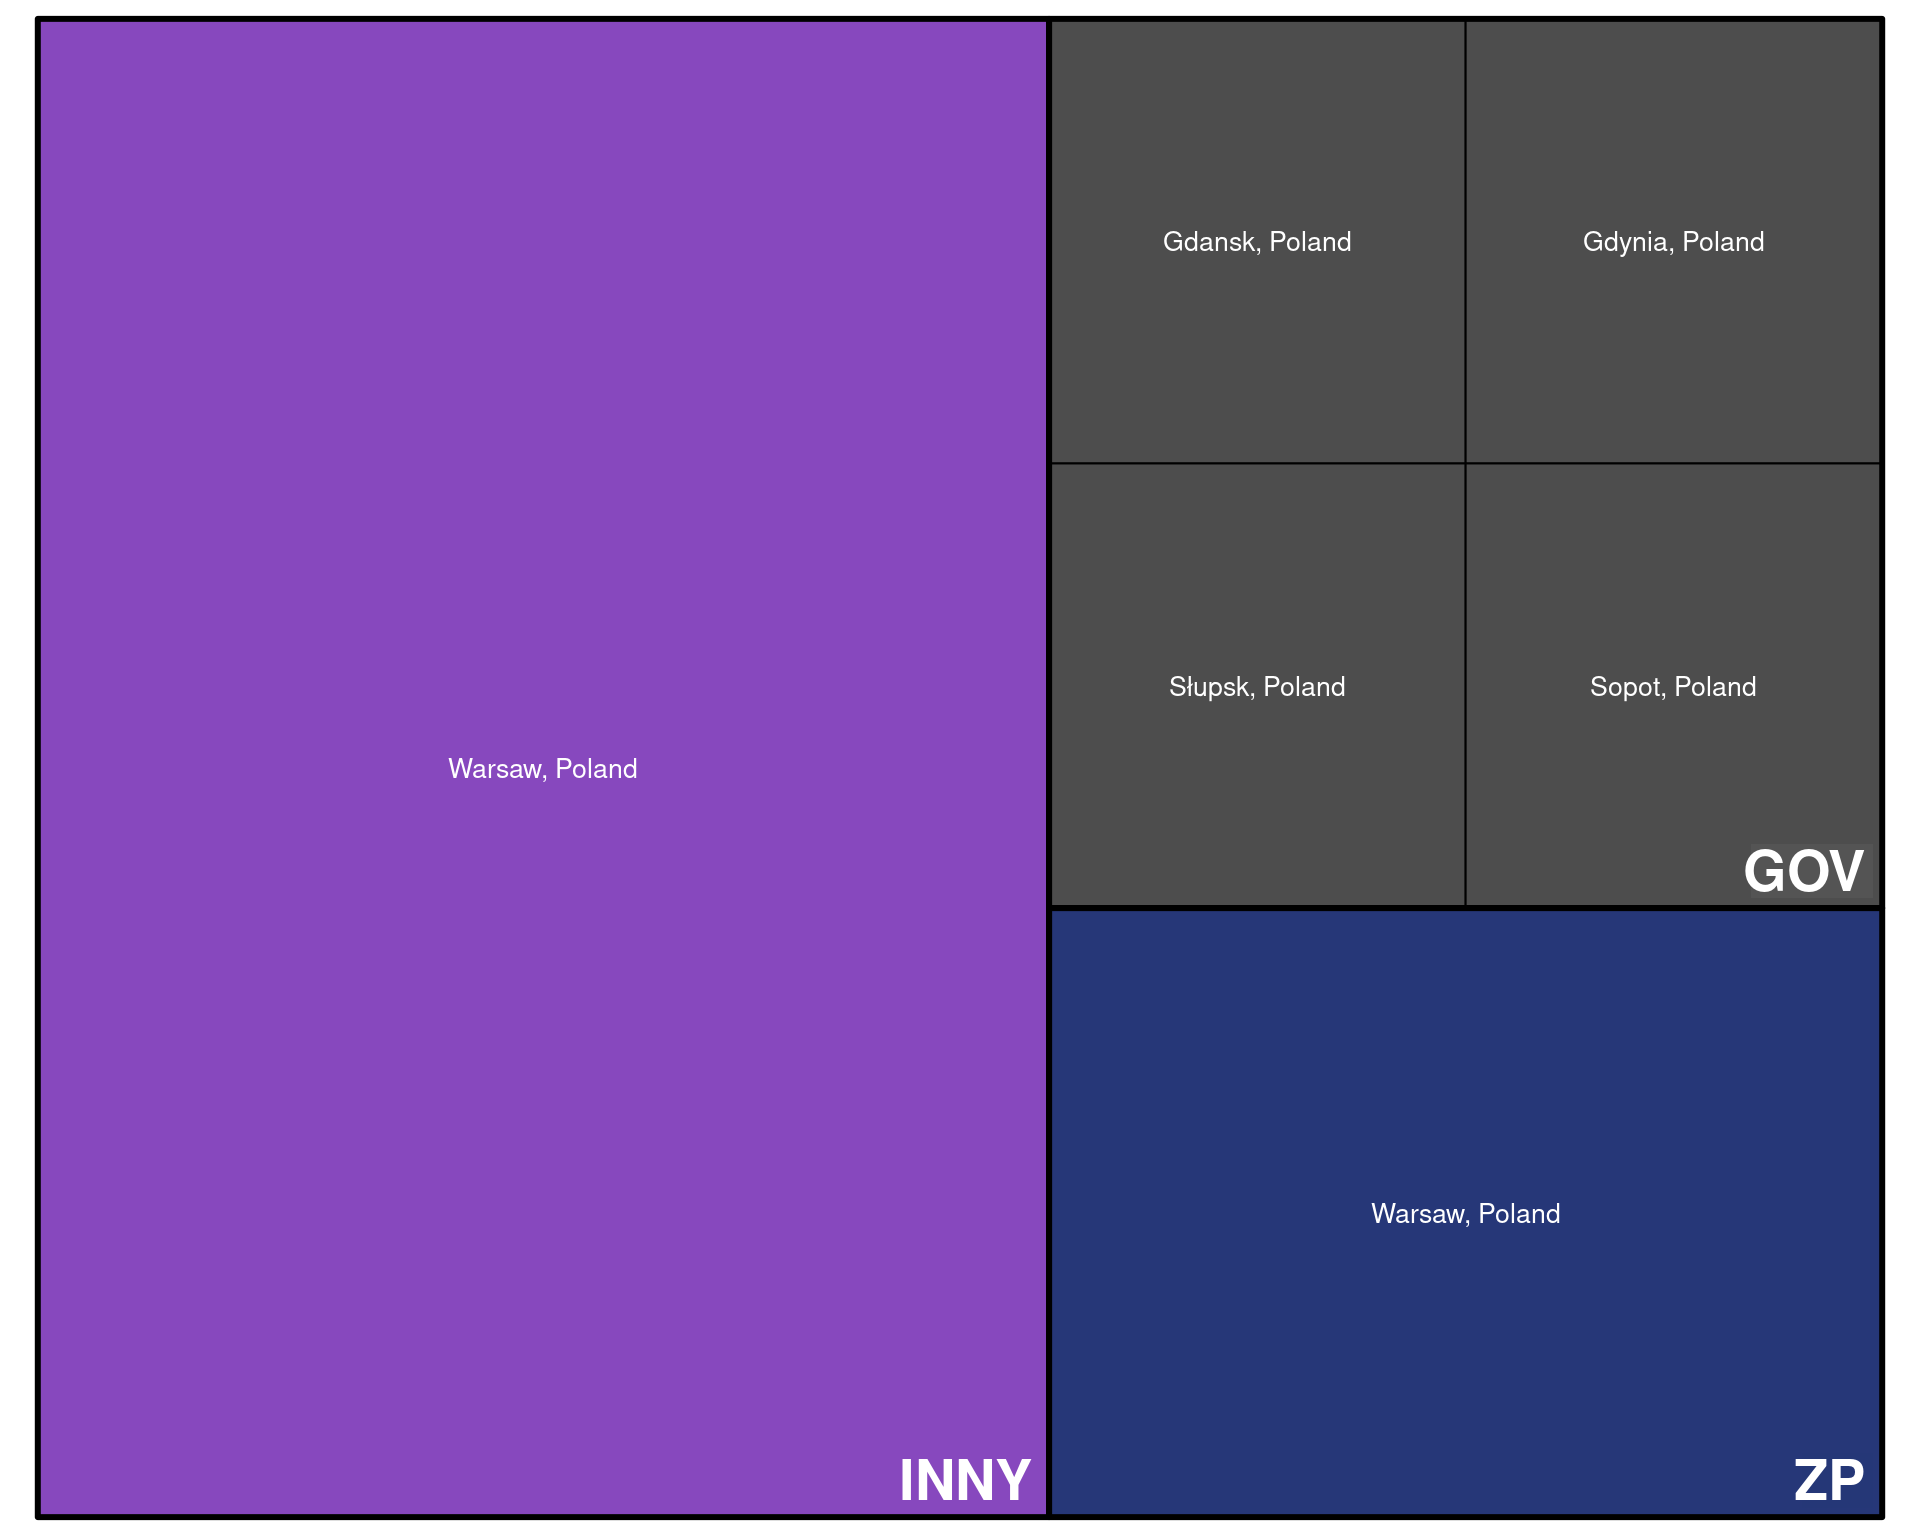 Warsaw, Poland
INNY
Gdansk, Poland
Gdynia, Poland
Słupsk, Poland
Sopot, Poland
GOV
Warsaw, Poland
ZP